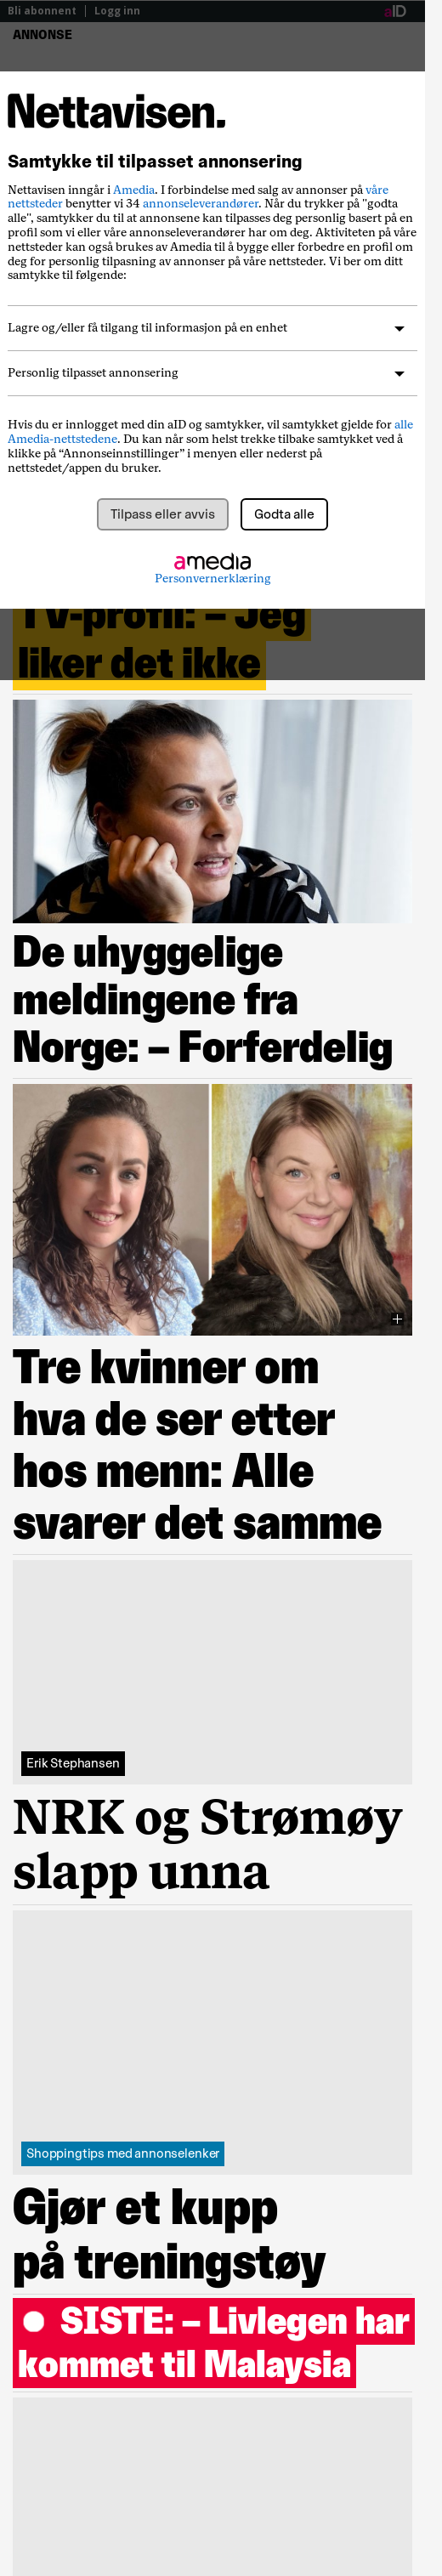 Bli abonnent | Logg inn
aID
ANNONSE
Nettavisen.
Samtykke til tilpasset annonsering
Nettavisen inngår i Amedia. I forbindelse med salg av annonser på våre
nettsteder benytter vi 34 annonseleverandører. Når du trykker på "godta
alle", samtykker du til at annonsene kan tilpasses deg personlig basert på en
profil som vi eller våre annonseleverandører har om deg. Aktiviteten på våre
nettsteder kan også brukes av Amedia til å bygge eller forbedre en profil om
deg for personlig tilpasning av annonser på våre nettsteder. Vi ber om ditt
samtykke til følgende:
Lagre og/eller få tilgang til informasjon på en enhet
Personlig tilpasset annonsering
Hvis du er innlogget med din aID og samtykker, vil samtykket gjelde for alle
Amedia-nettstedene. Du kan når som helst trekke tilbake samtykket ved å
klikke på “Annonseinnstillinger” i menyen eller nederst på
nettstedet/appen du bruker.
Tilpass eller avvis
Godta alle
amedia
Personvernerklæring
TV-profil: – Jeg
liker det ikke
De uhyggelige
meldingene fra
Norge: – Forferdelig
Tre kvinner om
hva de ser etter
hos menn: Alle
svarer det samme
Erik Stephansen
NRK og Strømøy
slapp unna
Shoppingtips med annonselenker
Gjør et kupp
på treningstøy
SISTE: – Livlegen har
kommet til Malaysia